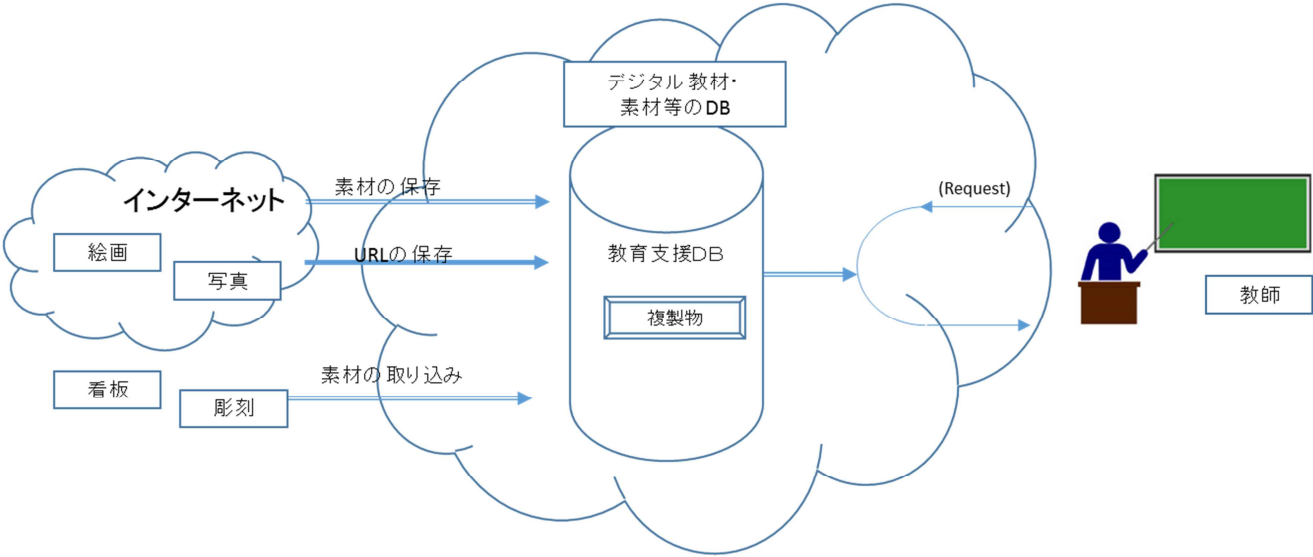 デジタル教材・
素材等のDB
インターネット
素材の保存
(Request)
絵画
URLの保存
教育支援DB
写真
教師
複製物
看板
素材の取り込み
彫刻